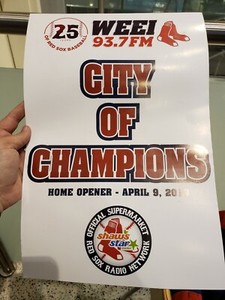 25
OF RED SOX BASEBALL
WEEI
93.7FM
CITY
OF
CHAMPIONS
HOME OPENER - APRIL 9,
OFFICIAL SUPERMARKET
shaw's
star
RED SOX RADIO NETWORK